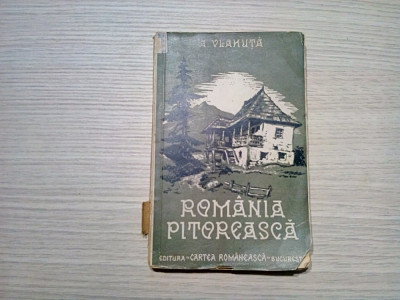 A. VLAHUȚĂ
ROMÂNIA
PITOREASCĂ
EDITURA "CARTEA ROMÂNEASCĂ" BUCUREȘTI